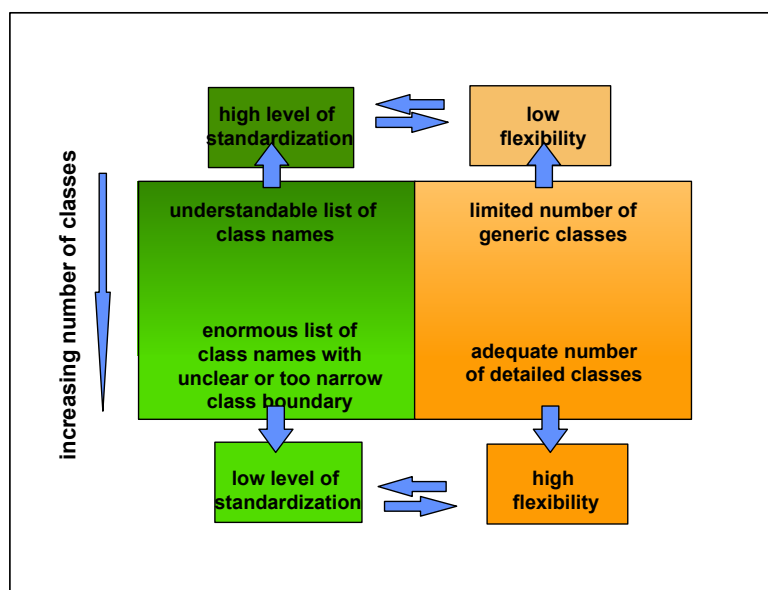 high level of
standardization
low
flexibility
increasing number of classes
understandable list of
class names
limited number of
generic classes
enormous list of
class names with
unclear or too narrow
class boundary
adequate number
of detailed classes
low level of
standardization
high
flexibility